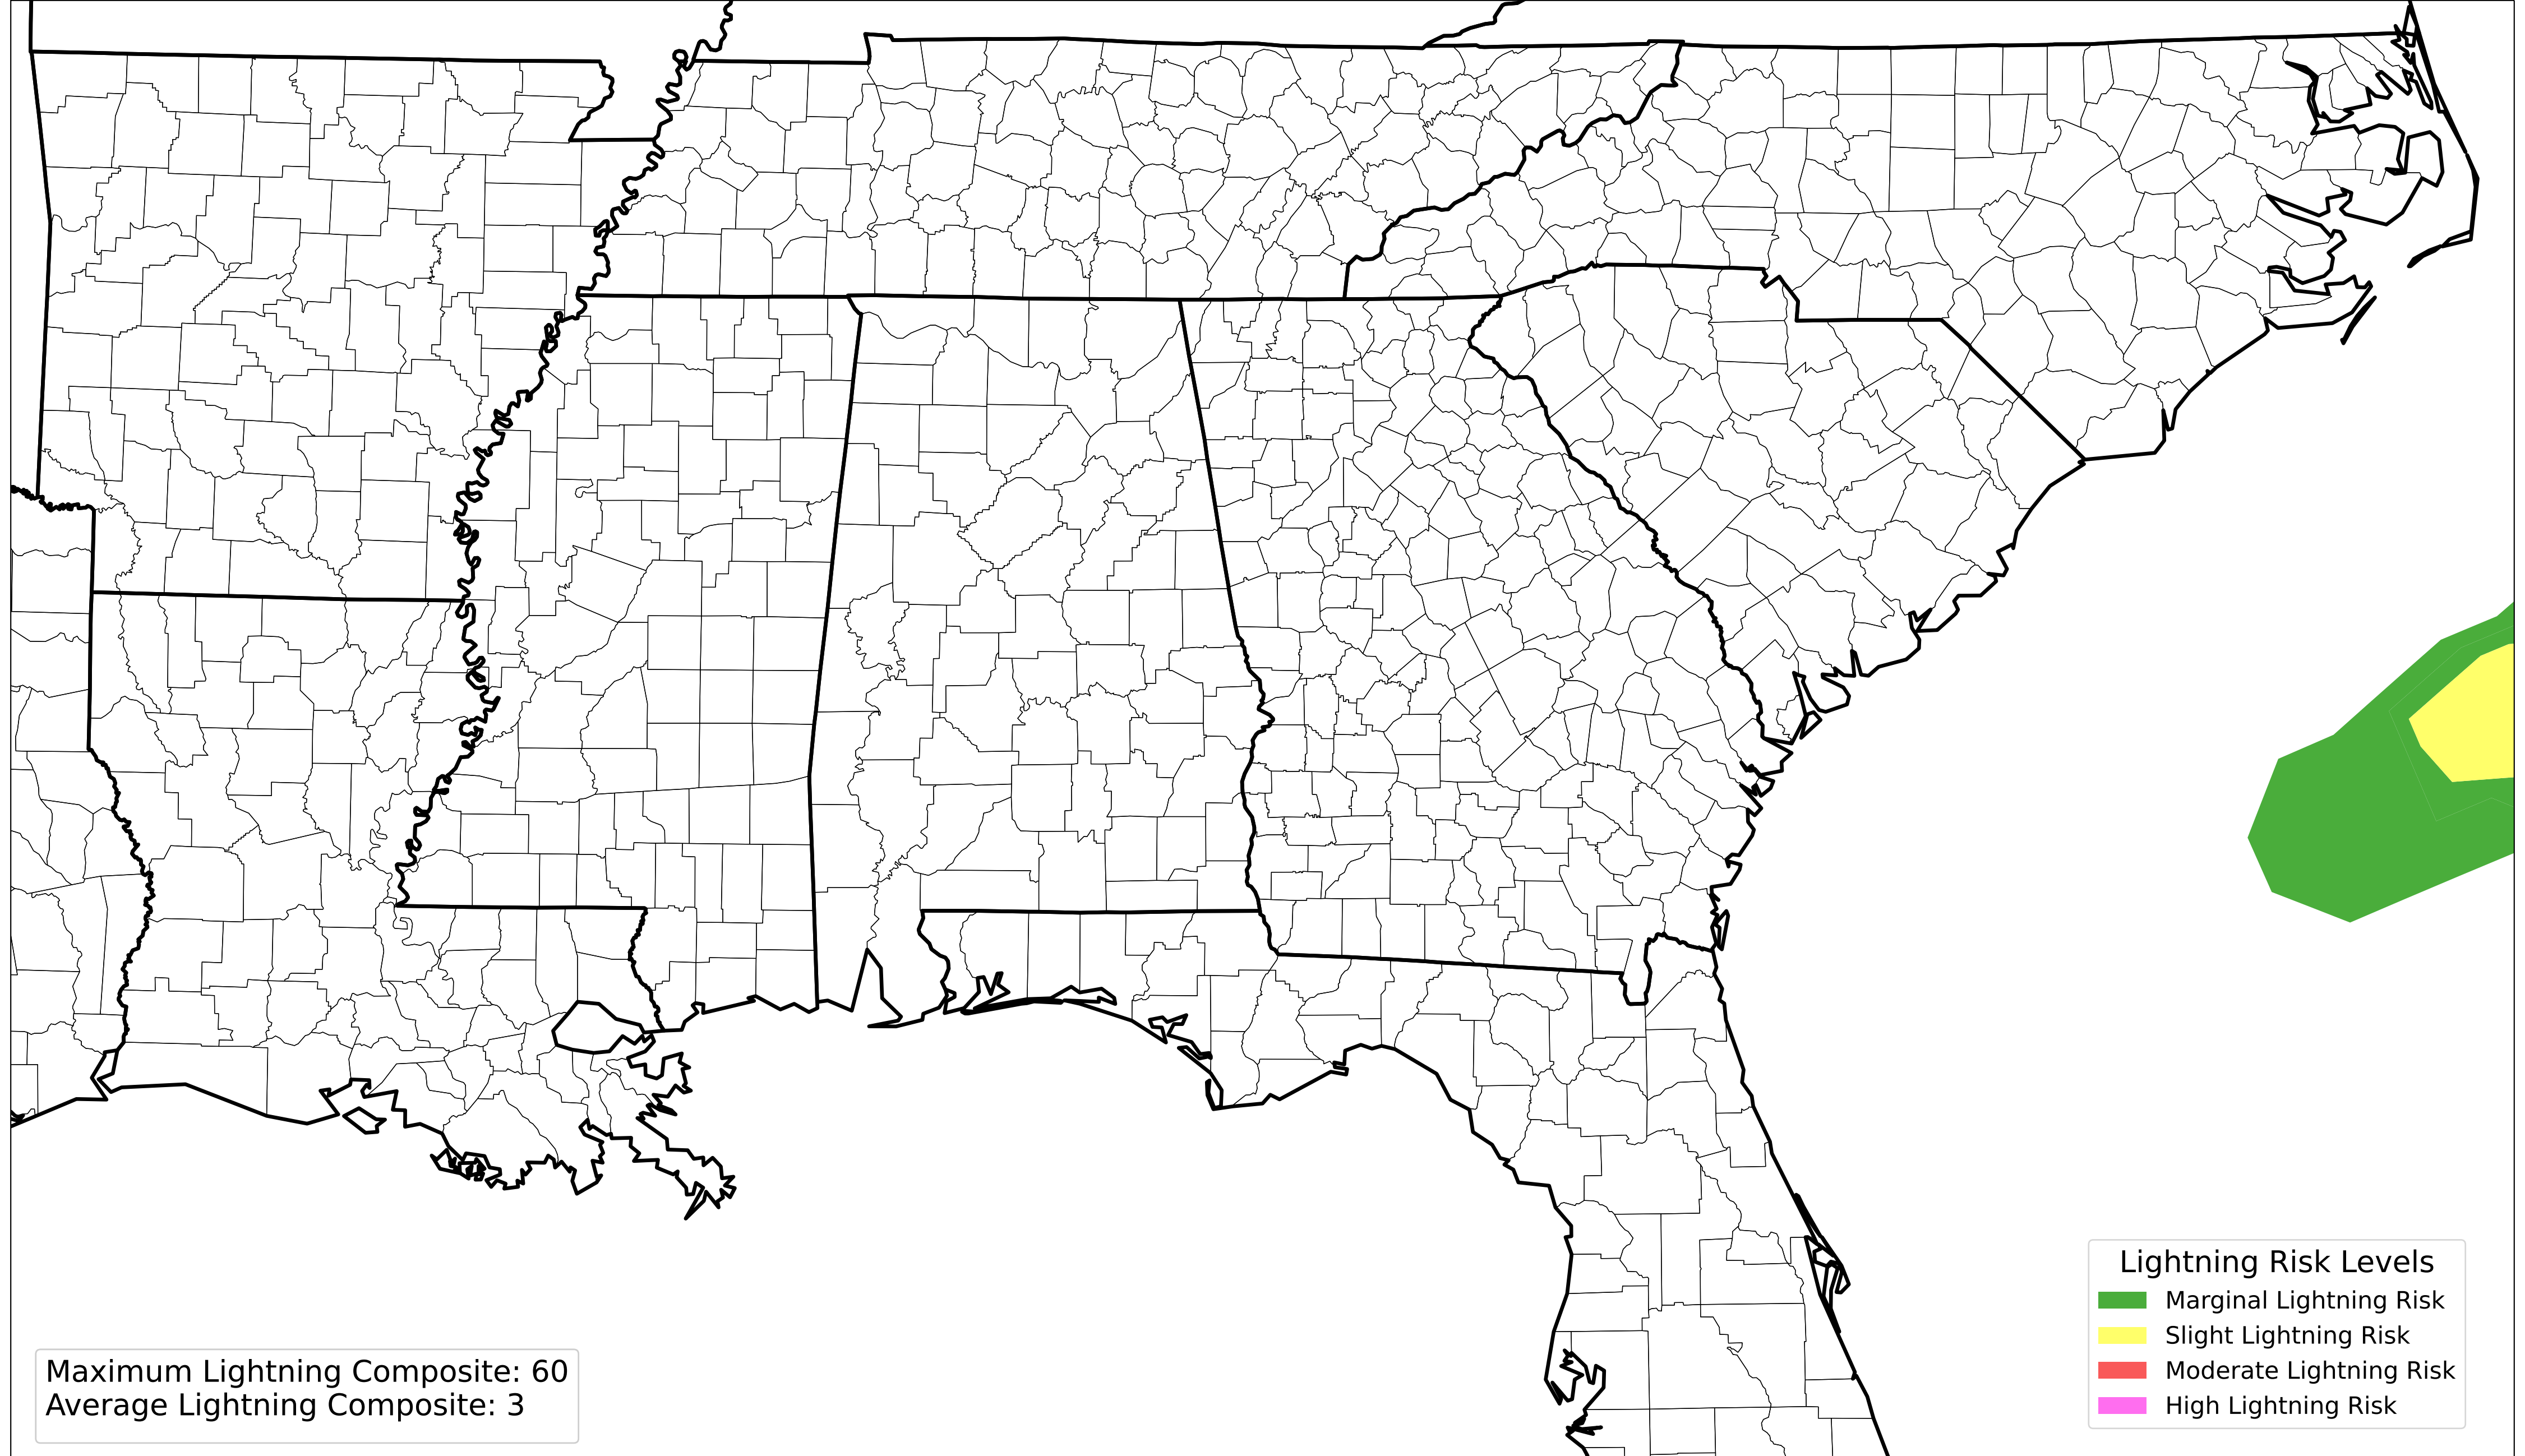 Maximum Lightning Composite: 60
Average Lightning Composite: 3
Lightning Risk Levels
Marginal Lightning Risk
Slight Lightning Risk
Moderate Lightning Risk
High Lightning Risk